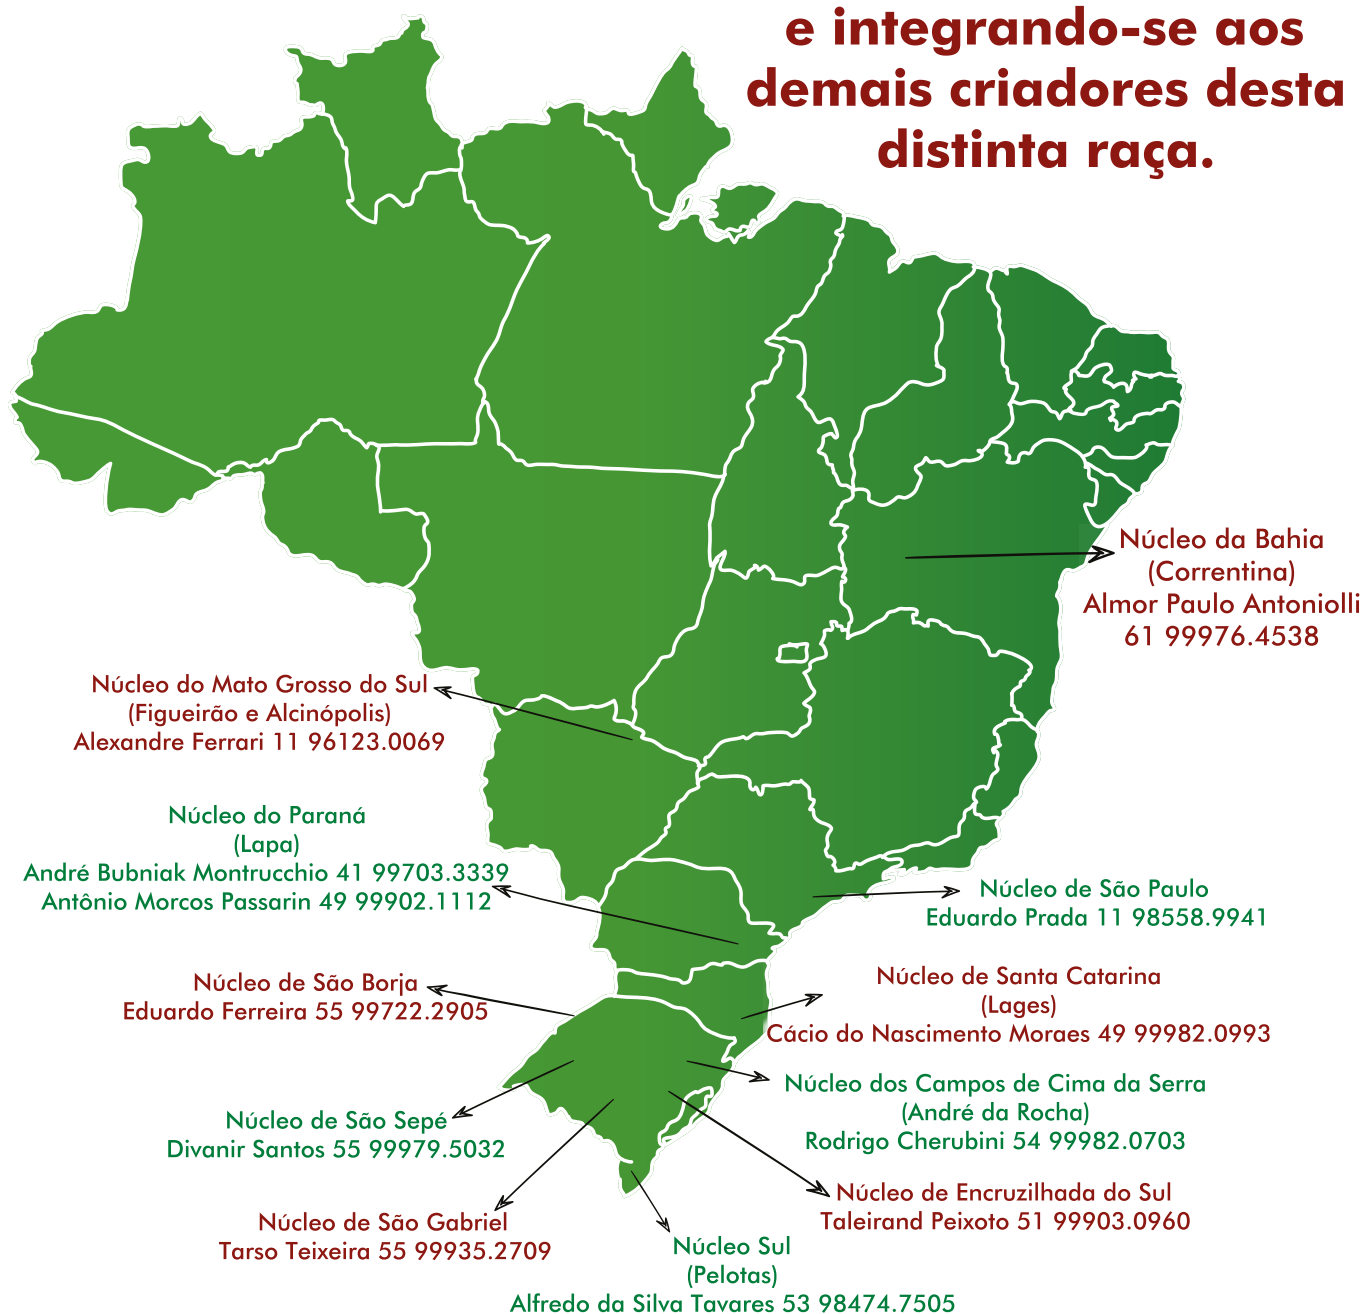 e integrando-se aos
demais criadores desta
distinta raça.
Núcleo da Bahia
(Correntina)
Almor Paulo Antoniolli
61 99976.4538
Núcleo do Mato Grosso do Sul
(Figueirão e Alcinópolis)
Alexandre Ferrari 11 96123.0069
Núcleo do Paraná
(Lapa)
André Bubniak Montrucchio 41 99703.3339
Antônio Morcos Passarin 49 99902.1112
Núcleo de São Paulo
Eduardo Prada 11 98558.9941
Núcleo de São Borja
Eduardo Ferreira 55 99722.2905
Núcleo de Santa Catarina
(Lages)
Cácio do Nascimento Moraes 49 99982.0993
Núcleo dos Campos de Cima da Serra
(André da Rocha)
Rodrigo Cherubini 54 99982.0703
Núcleo de São Sepé
Divanir Santos 55 99979.5032
Núcleo de Encruzilhada do Sul
Taleirand Peixoto 51 99903.0960
Núcleo de São Gabriel
Tarso Teixeira 55 99935.2709
Núcleo Sul
(Pelotas)
Alfredo da Silva Tavares 53 98474.7505